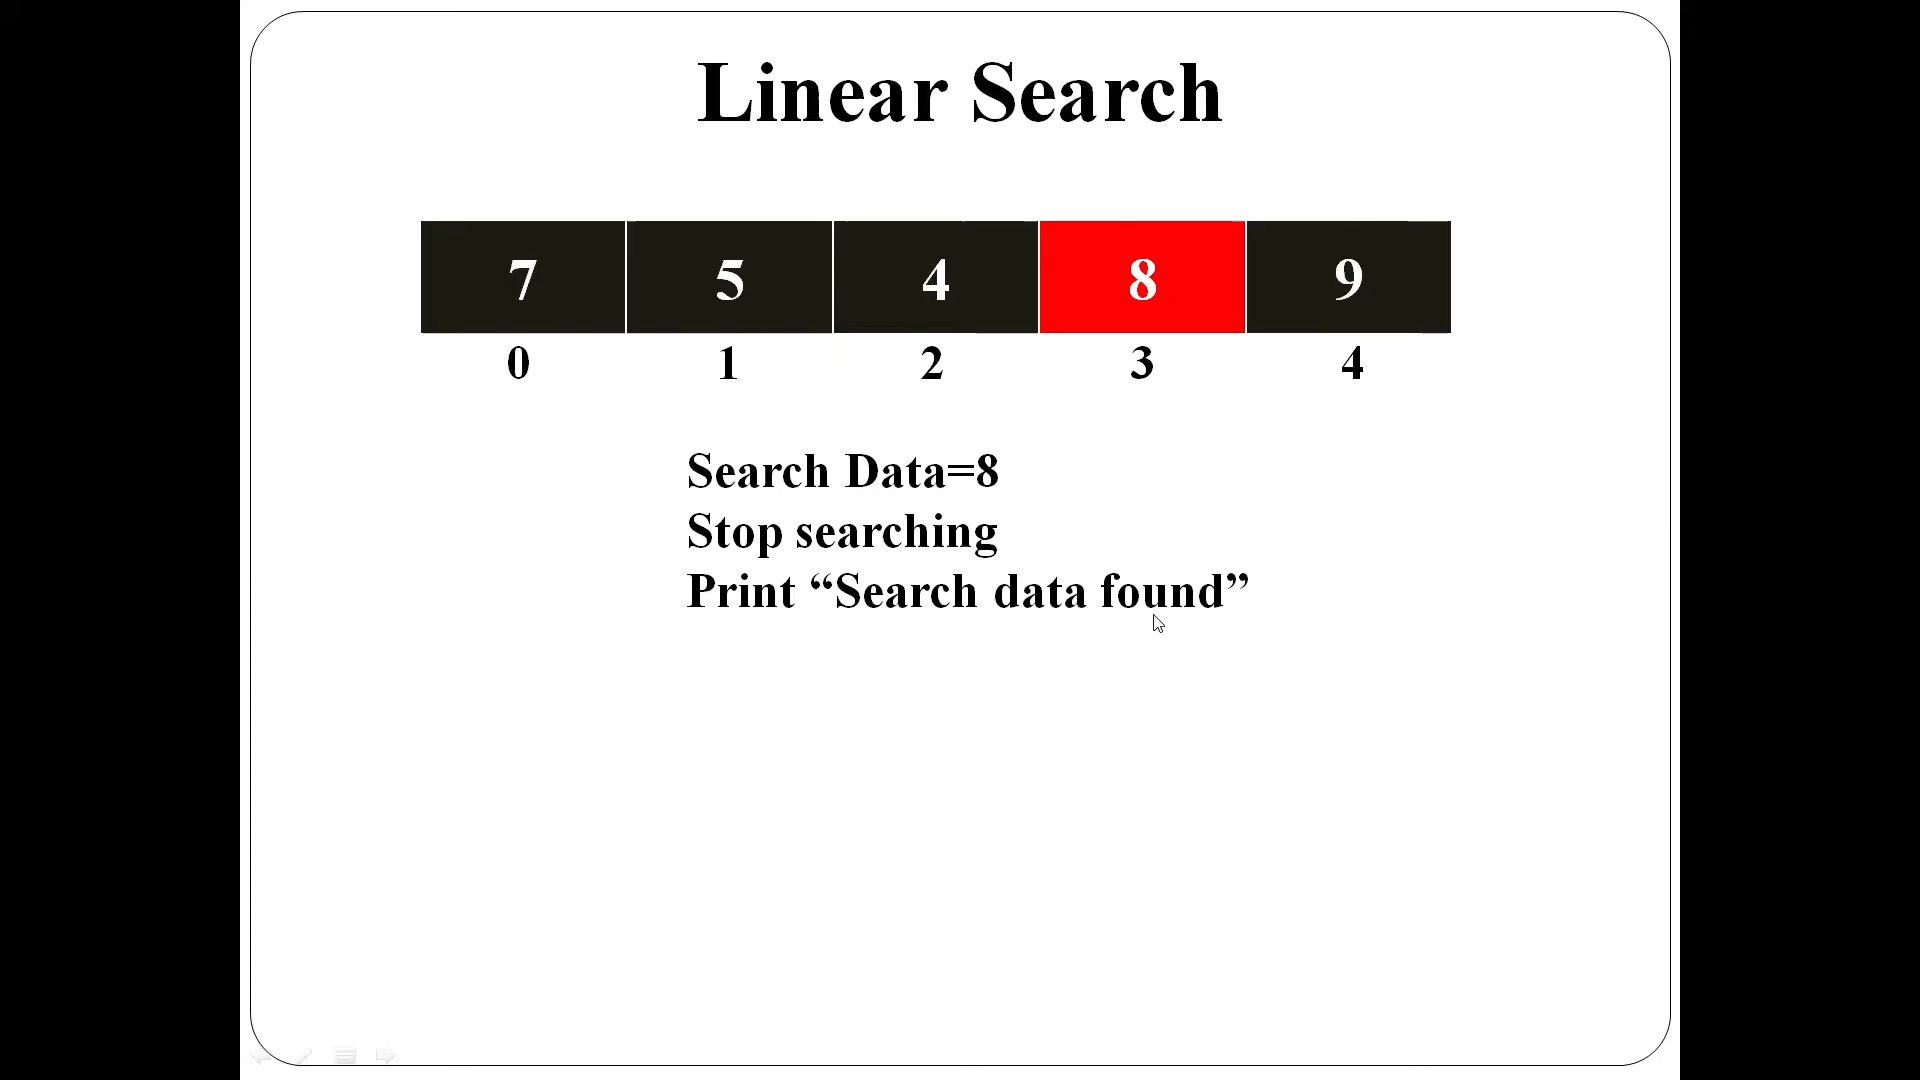 Linear Search
7 5 4 8 9
0 1 2 3 4
Search Data=8
Stop searching
Print “Search data found”